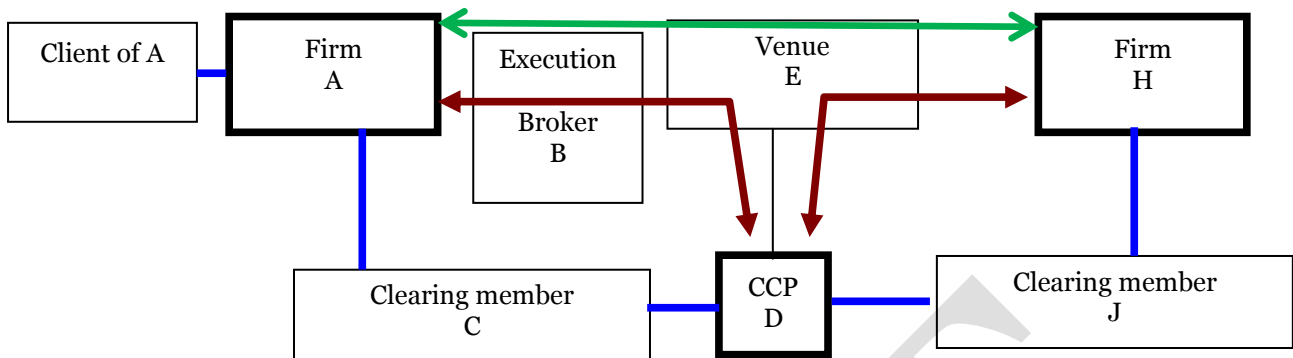 Client of A
Firm
A
Execution
Broker
B
Venue
E
Firm
H
Clearing member
C
CCP
D
Clearing member
J